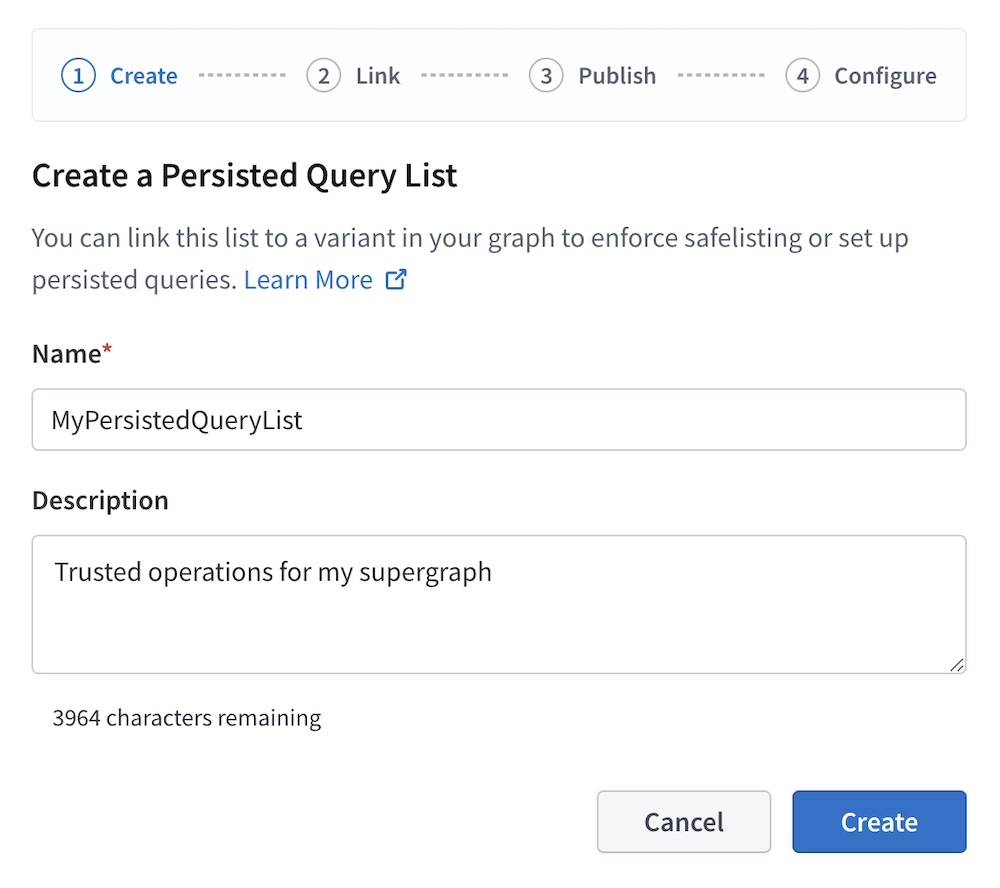 1 Create 2 Link 3 Publish 4 Configure
Create a Persisted Query List
You can link this list to a variant in your graph to enforce safelisting or set up
persisted queries. Learn More
Name*
MyPersistedQueryList
Description
Trusted operations for my supergraph
3964 characters remaining
Cancel Create